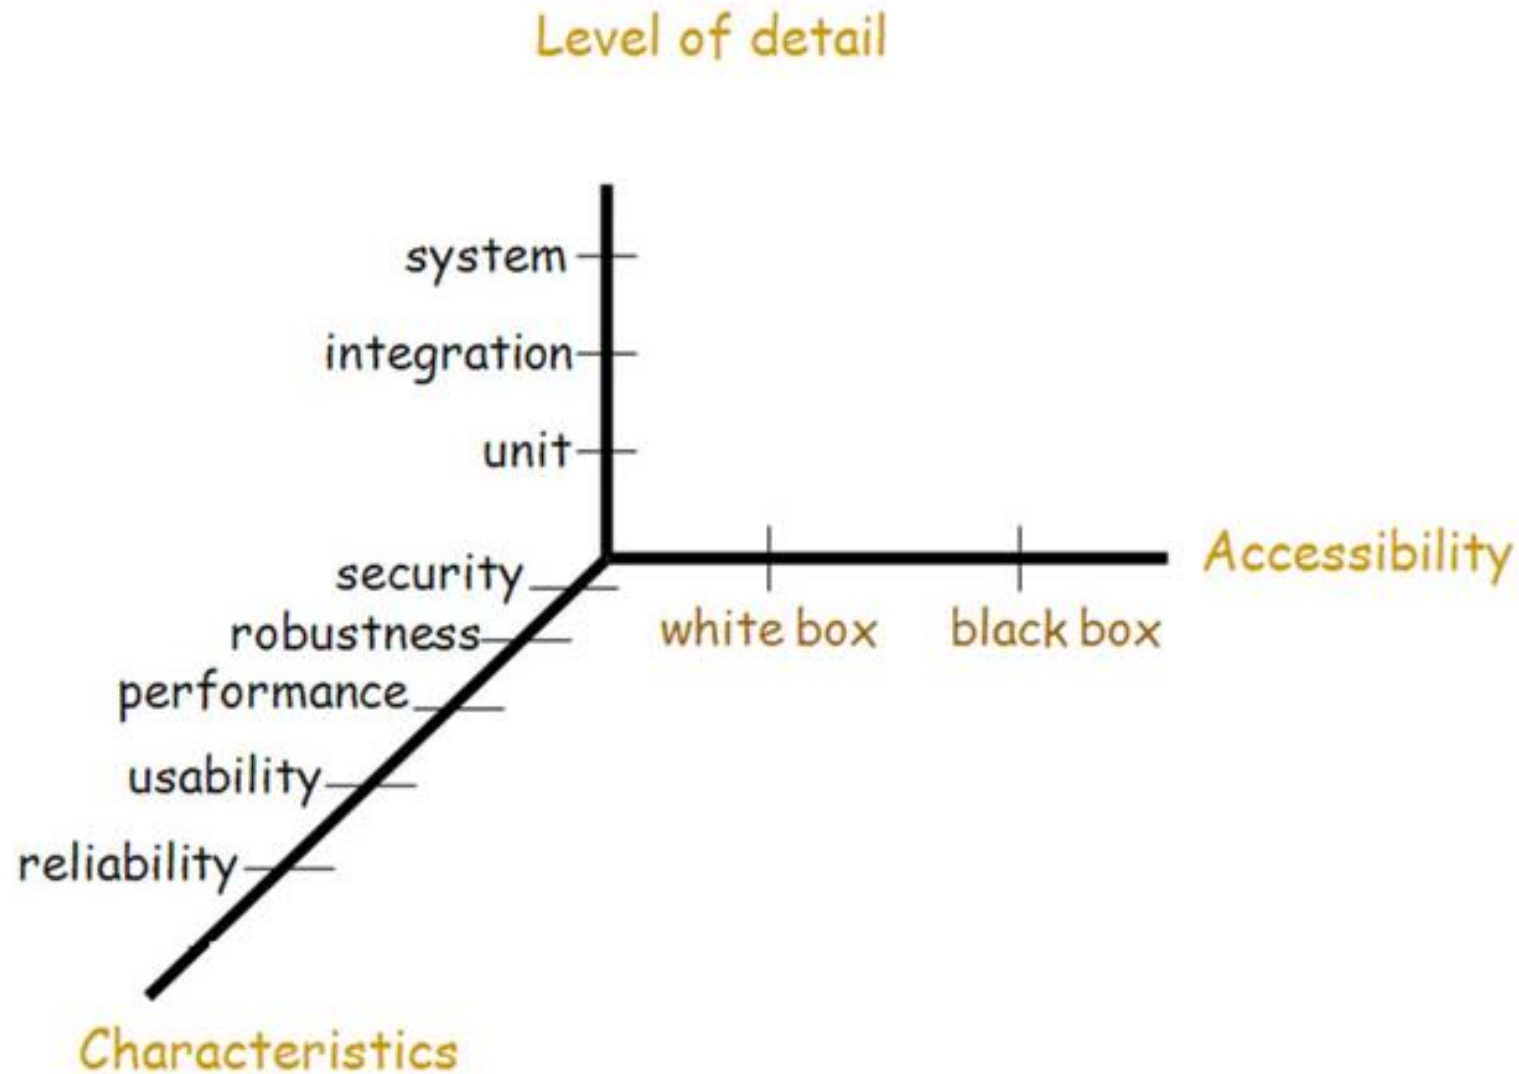 Level of detail
system
integration
unit
security
robustness
performance
usability
reliability
Accessibility
white box
black box
Characteristics